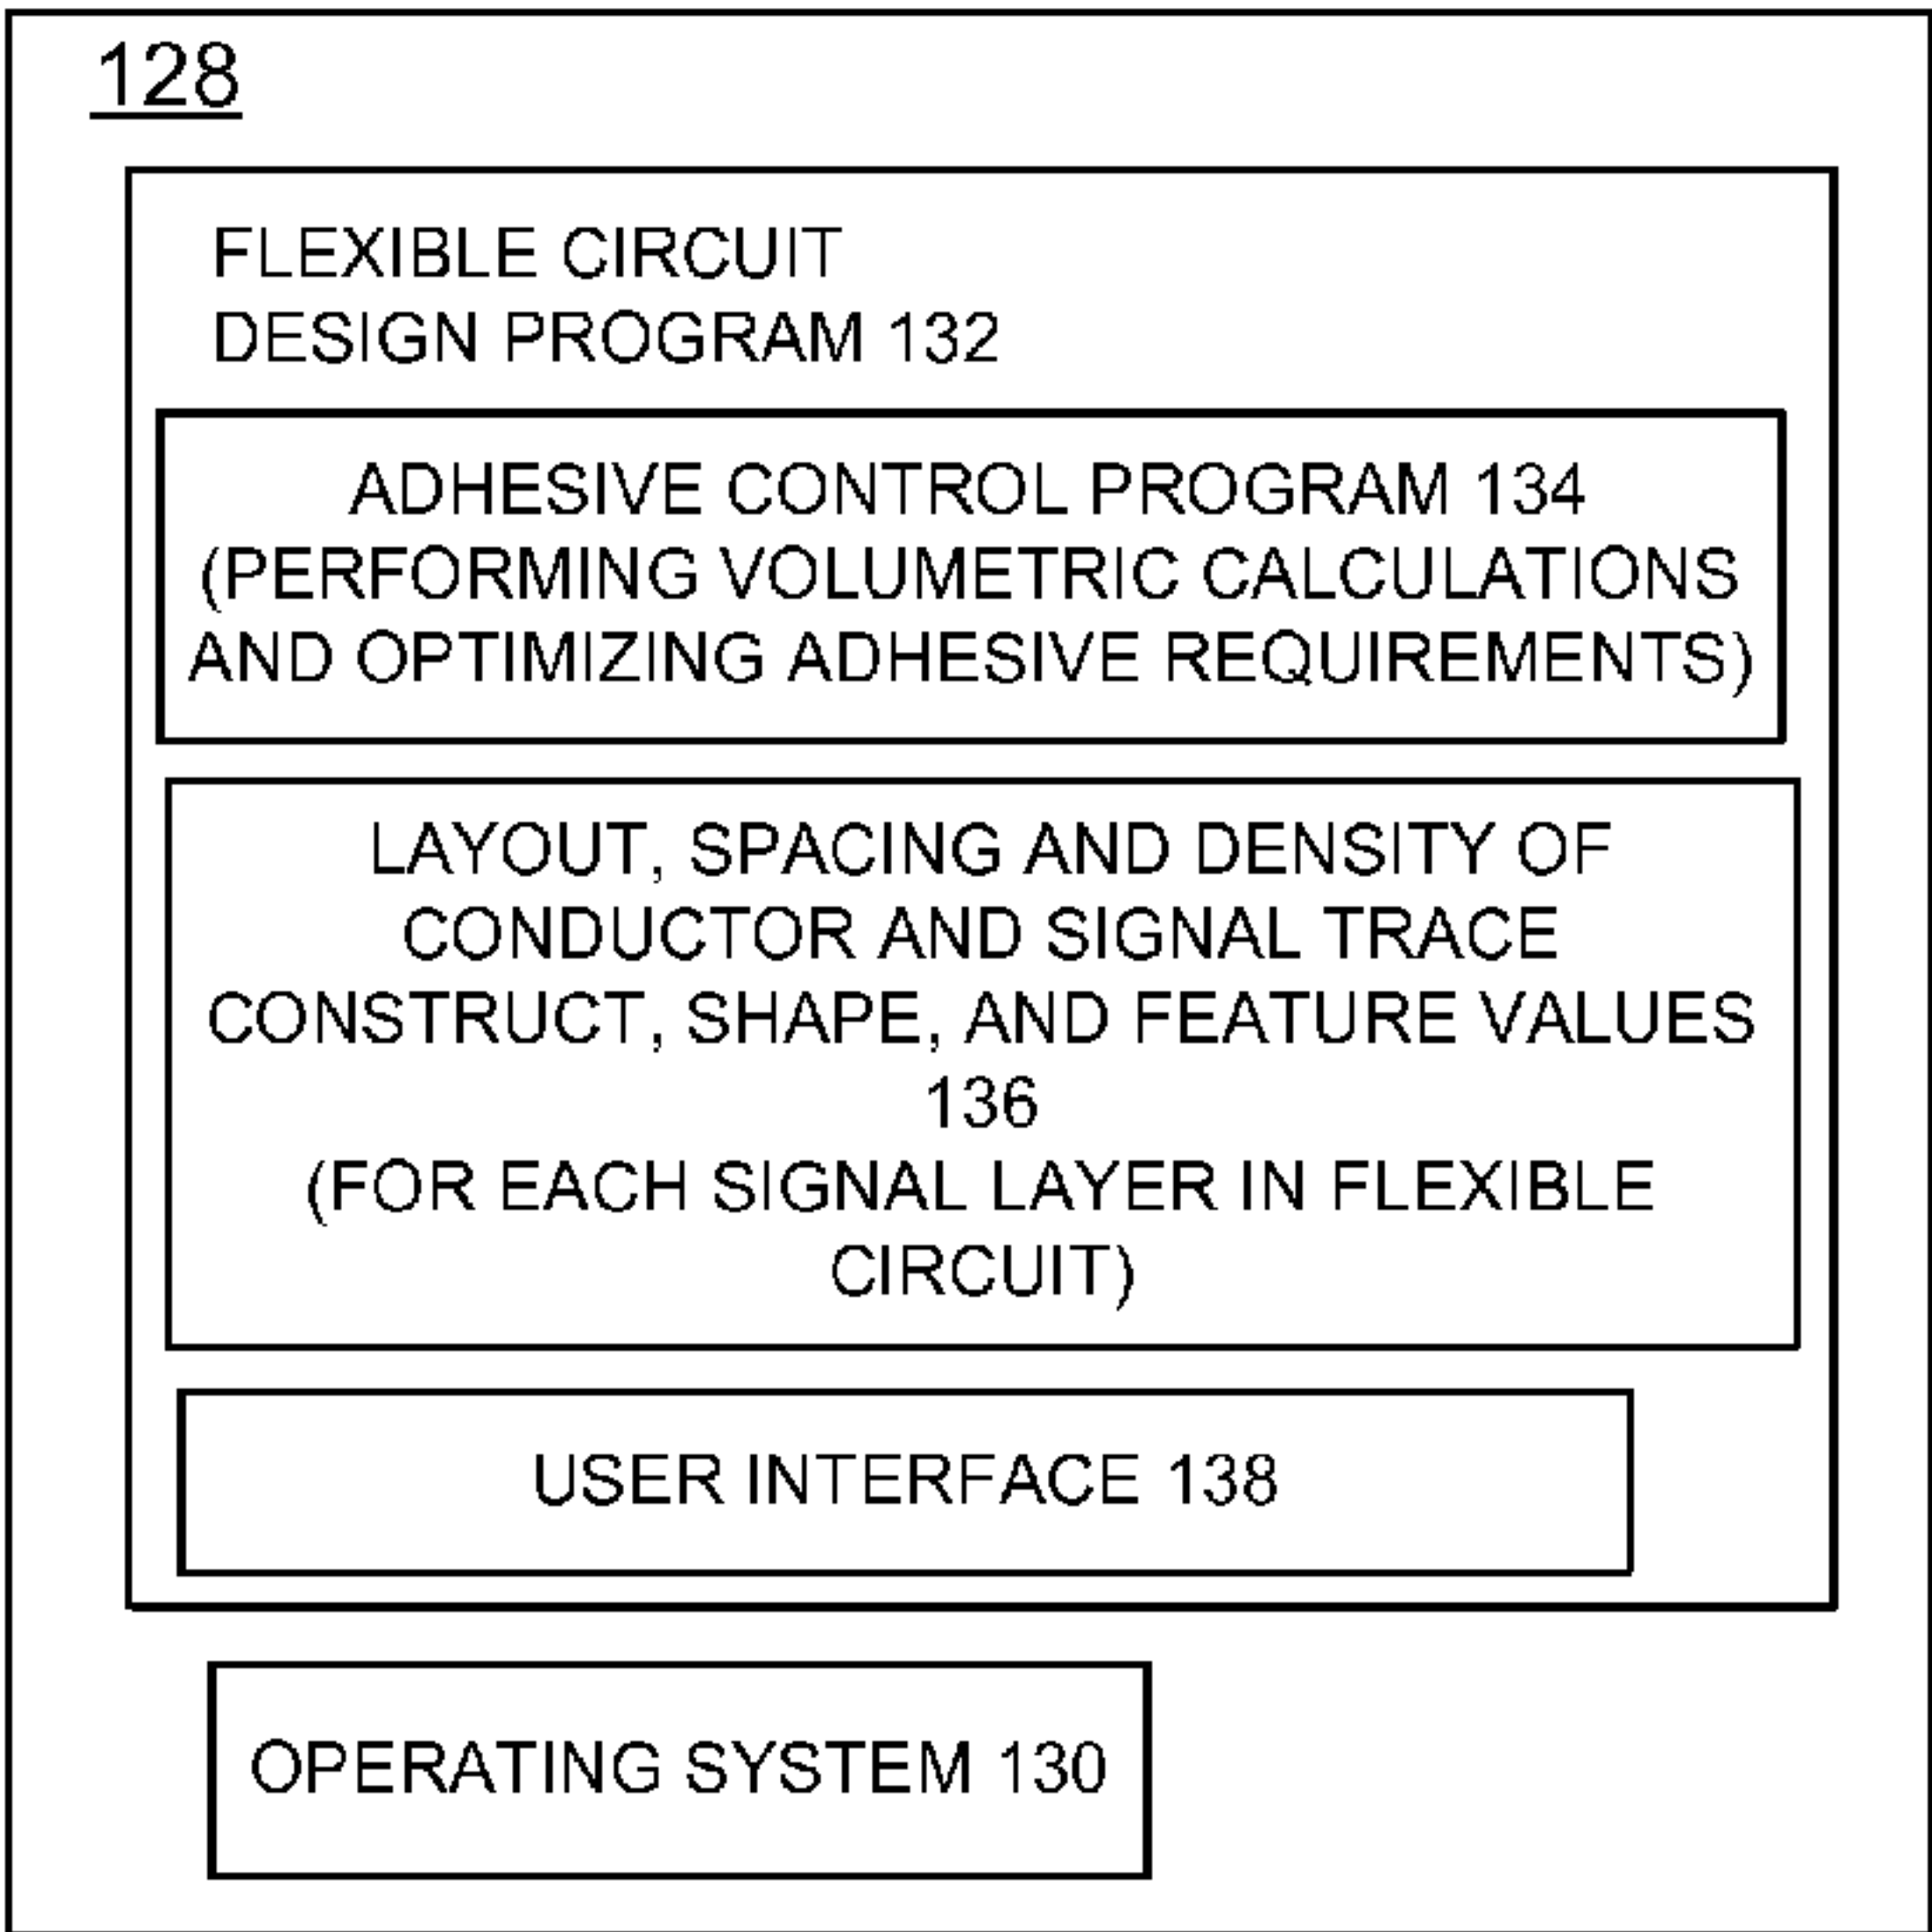 128
FLEXIBLE CIRCUIT
DESIGN PROGRAM 132
ADHESIVE CONTROL PROGRAM 134
(PERFORMING VOLUMETRIC CALCULATIONS
AND OPTIMIZING ADHESIVE REQUIREMENTS)
LAYOUT, SPACING AND DENSITY OF
CONDUCTOR AND SIGNAL TRACE
CONSTRUCT, SHAPE, AND FEATURE VALUES
136
(FOR EACH SIGNAL LAYER IN FLEXIBLE
CIRCUIT)
USER INTERFACE 138
OPERATING SYSTEM 130